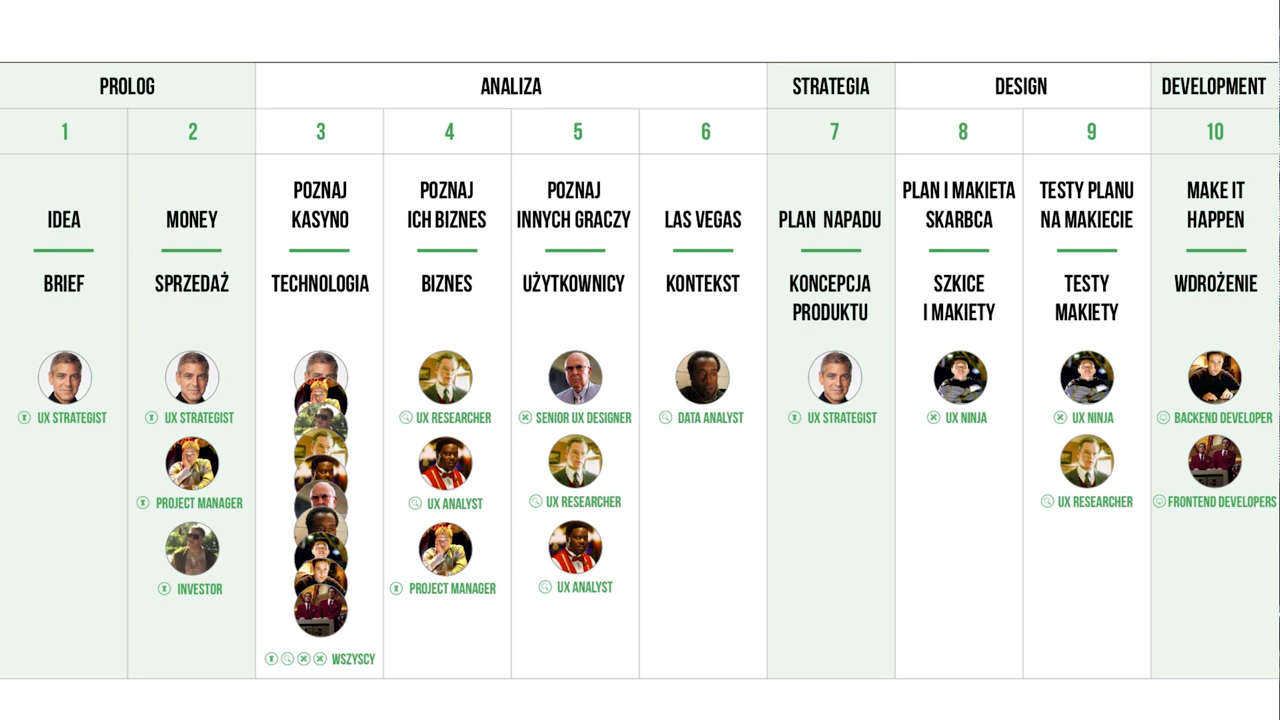 PROLOG
ANALIZA
STRATEGIA
DESIGN
DEVELOPMENT
1
2
3
4
5
6
7
8
9
10
IDEA
BRIEF
UX STRATEGIST
MONEY
SPRZEDAŻ
UX STRATEGIST
PROJECT MANAGER
INVESTOR
POZNAJ
KASYNO
TECHNOLOGIA
WSZYSCY
POZNAJ
ICH BIZNES
BIZNES
UX RESEARCHER
UX ANALYST
PROJECT MANAGER
POZNAJ
INNYCH GRACZY
UŻYTKOWNICY
SENIOR UX DESIGNER
UX RESEARCHER
UX ANALYST
LAS VEGAS
KONTEKST
DATA ANALYST
PLAN NAPADU
KONCEPCJA
PRODUKTU
UX STRATEGIST
PLAN I MAKIETA
SKARBCA
SZKICE
I MAKIETY
UX NINJA
TESTY PLANU
NA MAKIECIE
TESTY
MAKIETY
UX NINJA
UX RESEARCHER
MAKE IT
HAPPEN
WDROŻENIE
BACKEND DEVELOPER
FRONTEND DEVELOPERS